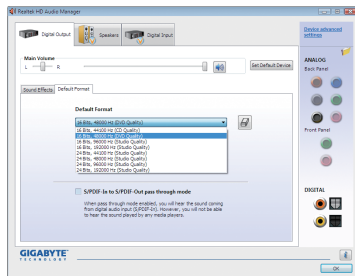 Realtek HD Audio Manager
Digital Output
Speakers
Digital Input
Device advanced
settings
Main Volume
L
R
Set Default Device
ANALOG
Back Panel
Sound Effects
Default Format
Default Format
16 Bits, 48000 Hz (DVD Quality)
16 Bits, 44100 Hz (CD Quality)
16 Bits, 48000 Hz (DVD Quality)
16 Bits, 96000 Hz (Studio Quality)
16 Bits, 192000 Hz (Studio Quality)
24 Bits, 44100 Hz (Studio Quality)
24 Bits, 48000 Hz (Studio Quality)
24 Bits, 96000 Hz (Studio Quality)
24 Bits, 192000 Hz (Studio Quality)
Front Panel
S/PDIF-In to S/PDIF-Out pass through mode
When pass through mode enabled, you will hear the sound coming
from digital audio input (S/PDIF-In). However, you will not be able
to hear the sound played by any media players.
DIGITAL
GIGABYTE
TECHNOLOGY
OK